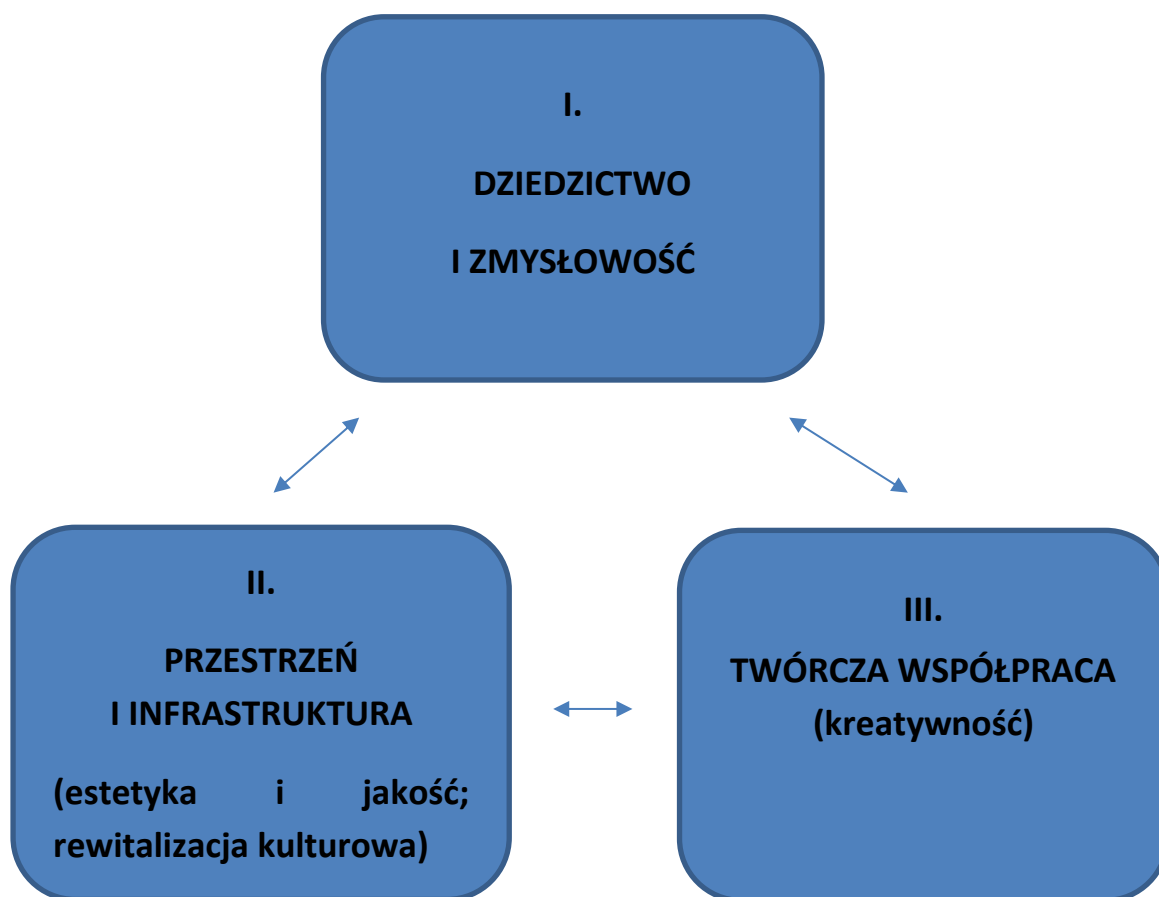 I.
DZIEDZICTWO
I ZMYSŁOWOŚĆ
II.
PRZESTRZEŃ
I INFRASTRUKTURA
(estetyka i jakość;
rewitalizacja kulturowa)
III.
TWÓRCZA WSPÓŁPRACA
(kreatywność)